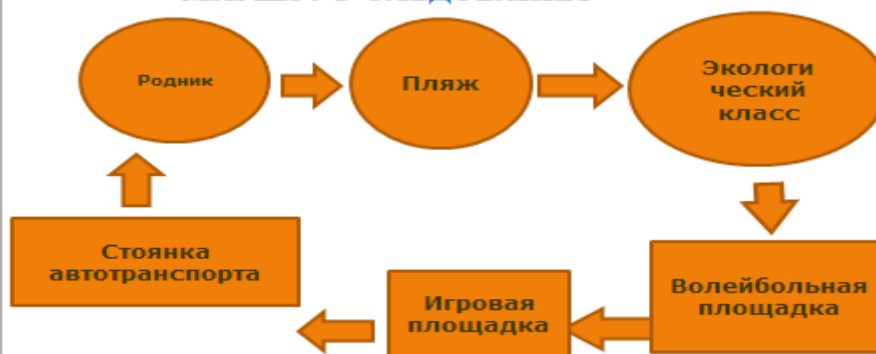 Родник
Пляж
Экологи
ческий
класс
Стоянка
автотранспорта
Игровая
площадка
Волейбольная
площадка